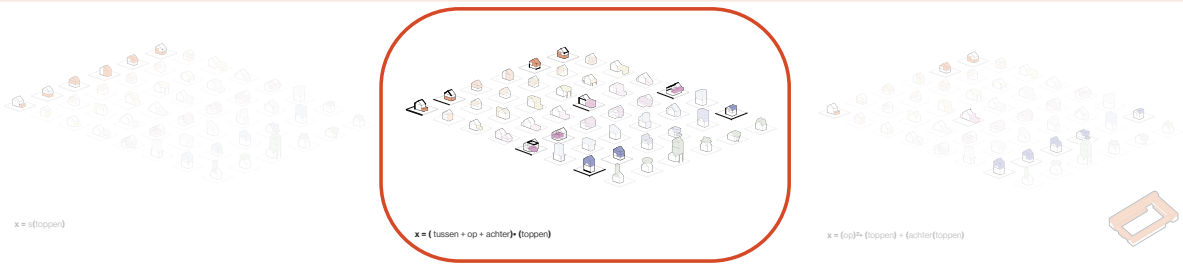 x = s(toppen)
x = ( tussen + op + achter)• (toppen)
x = (op)²• (toppen) + (achter(toppen)